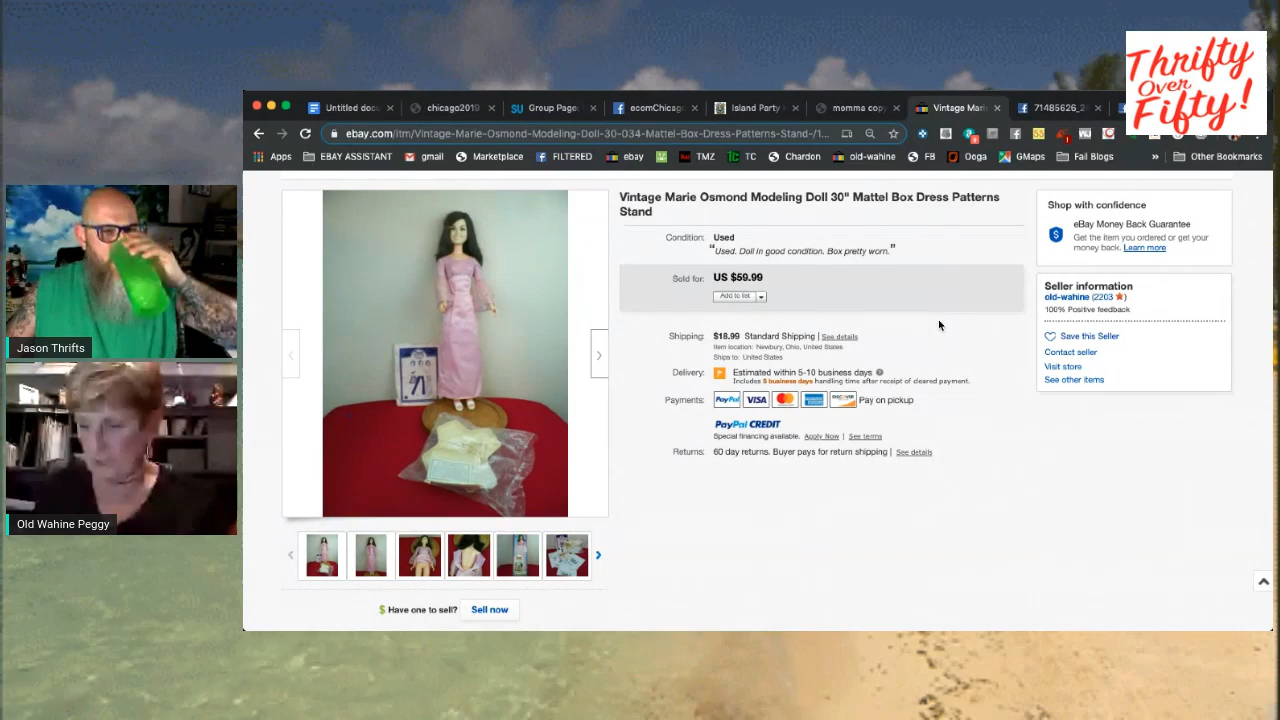 Thrifty
Over
Fifty!
Untitled docu
chicago2019
Group Page:
ecomChicago
Island Party
momma copy
Vintage Marie
71485626_2
ebay.com/itm/Vintage-Marie-Osmond-Modeling-Doll-30-034-Mattel-Box-Dress-Patterns-Stand-/1...
Apps
EBAY ASSISTANT
gmail
Marketplace
FILTERED
ebay
TMZ
TC
Chardon
old-wahine
FB
Ooga
GMaps
Fail Blogs
»
Other Bookmarks
Vintage Marie Osmond Modeling Doll 30" Mattel Box Dress Patterns
Stand
Condition: Used
"Used. Doll in good condition. Box pretty worn."
Sold for: US $59.99
Add to list
Shipping: $18.99 Standard Shipping | See details
Item location: Newbury, Ohio, United States
Ships to: United States
Delivery: Estimated within 5-10 business days
Includes 5 business days handling time after receipt of cleared payment.
Payments: PayPal VISA Pay on pickup
PayPal CREDIT
Special financing available. Apply Now | See terms
Returns: 60 day returns. Buyer pays for return shipping | See details
Shop with confidence
eBay Money Back Guarantee
Get the item you ordered or get your
money back. Learn more
Seller information
old-wahine (2203)
100% Positive feedback
Save this Seller
Contact seller
Visit store
See other items
$ Have one to sell? Sell now
Jason Thrifts
Old Wahine Peggy